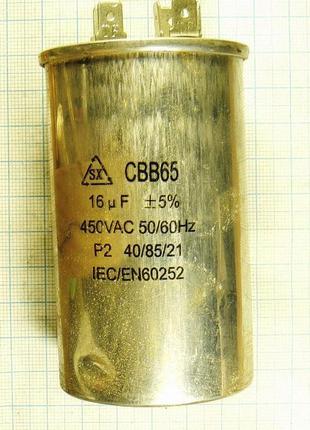 SX CBB65
16 μF ±5%
450VAC 50/60Hz
P2 40/85/21
IEC/EN60252